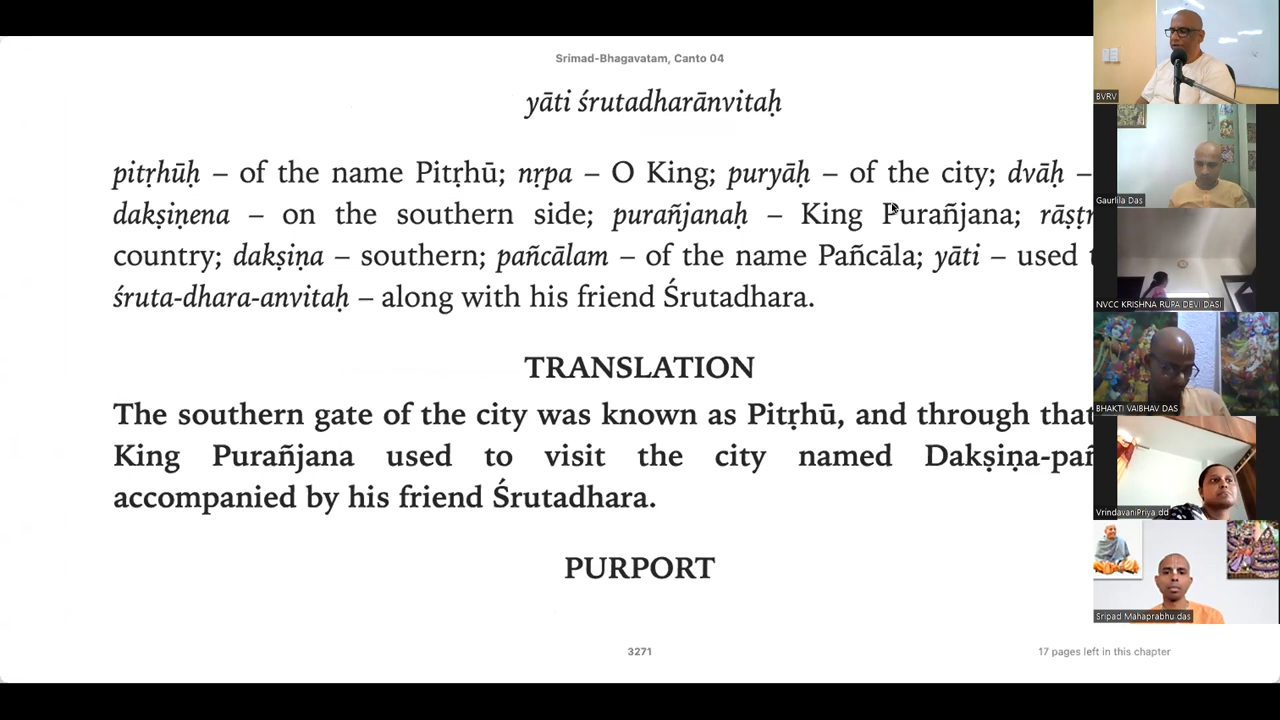 Srimad-Bhagavatam, Canto 04
yāti śrutadharānvitaḥ
pitṛhūḥ – of the name Pitṛhū; nṛpa – O King; puryāḥ – of the city; dvāḥ –
dakṣiṇena – on the southern side; purañjanaḥ – King Purañjana;
country; dakṣiṇa – southern; pañcālam – of the name Pañcāla; yāti – used
śruta-dhara-anvitaḥ – along with his friend Śrutadhara.
TRANSLATION
The southern gate of the city was known as Pitṛhū, and through that
King Purañjana used to visit the city named
accompanied by his friend Śrutadhara.
PURPORT
3271
17 pages left in this chapter
BVRV
Gaurlila Das
NVCC KRISHNA RUPA DEVI DASI
BHAKTI VAIBHAV DAS
VrindavaniPriya dd
Sripad Mahaprabhu das